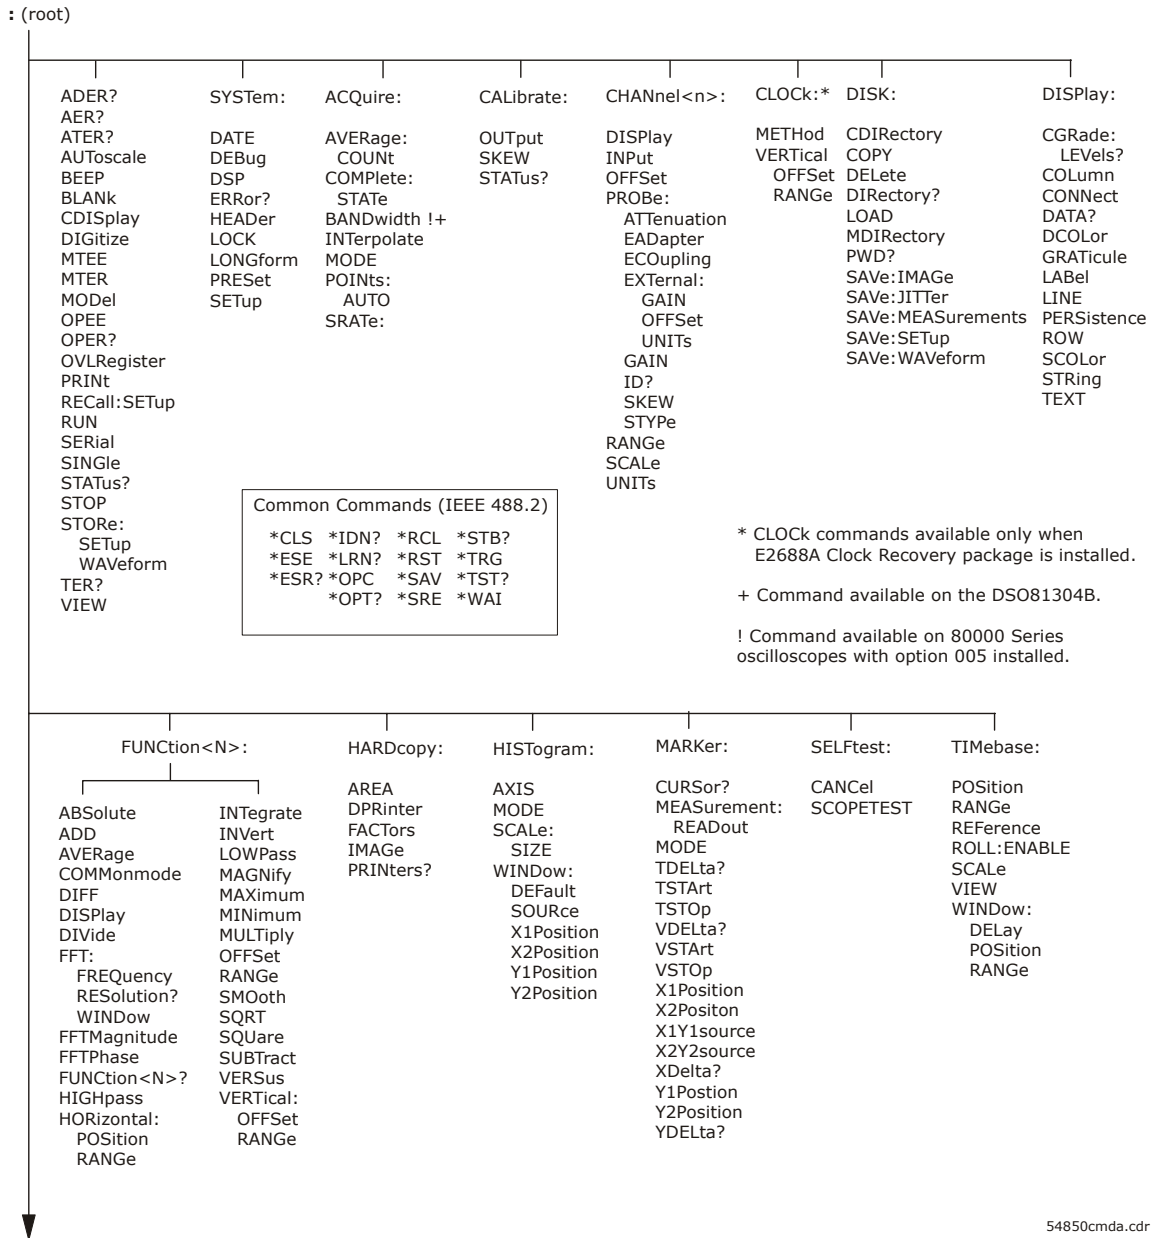 : (root)
ADER?
AER?
ATER?
AUToscale
BEEP
BLANk
CDISplay
DIGitize
MTEE
MTER
MODel
OPEE
OPER?
OVLRegister
PRINt
RECall:SETup
RUN
SERial
SINGle
STATus?
STOP
STORe:
SETup
WAVeform
TER?
VIEW
SYSTem:
DATE
DEBug
DSP
ERRor?
HEADer
LOCK
LONGform
PRESet
SETup
ACQuire:
AVERage:
COUNt
COMPlete:
STATe
BANDwidth !+
INTerpolate
MODE
POINts:
AUTO
SRATe:
CALibrate:
OUTput
SKEW
STATus?
CHANnel<n>:
DISPlay
INPut
OFFSet
PROBe:
ATTenuation
EADapter
ECOupling
EXTernal:
GAIN
OFFSet
UNITs
GAIN
ID?
SKEW
STYPe
RANGe
SCALe
UNITs
CLOCk:*
METHod
VERTical
OFFSet
RANGe
DISK:
CDIRectory
COPY
DELete
DIRectory?
LOAD
MDIRectory
PWD?
SAVe:IMAGe
SAVe:JITTer
SAVe:MEASurements
SAVe:SETup
SAVe:WAVeform
DISPlay:
CGRade:
LEVels?
COLumn
CONNect
DATA?
DCOLor
GRATicule
LABel
LINE
PERSistence
ROW
SCOLor
STRing
TEXT
Common Commands (IEEE 488.2)
*CLS *IDN? *RCL *STB?
*ESE *LRN? *RST *TRG
*ESR? *OPC *SAV *TST?
*OPT? *SRE *WAI
* CLOCk commands available only when
E2688A Clock Recovery package is installed.
+ Command available on the DSO81304B.
! Command available on 80000 Series
oscilloscopes with option 005 installed.
FUNCtion<N>:
ABSolute
ADD
AVERage
COMMonmode
DIFF
DISPlay
DIVide
FFT:
FREQuency
RESolution?
WINDow
FFTMagnitude
FFTPhase
FUNCtion<N>?
HIGHpass
HORizontal:
POSition
RANGe
INTegrate
INVert
LOWPass
MAGNify
MAXimum
MINimum
MULTiply
OFFSet
RANGe
SMOoth
SQRT
SQUare
SUBTract
VERSus
VERTical:
OFFSet
RANGe
HARDcopy:
AREA
DPRinter
FACTors
IMAGe
PRINters?
HISTogram:
AXIS
MODE
SCALe:
SIZE
WINDow:
DEFault
SOURce
X1Position
X2Position
Y1Position
Y2Position
MARKer:
CURSor?
MEASurement:
READout
MODE
TDELta?
TSTArt
TSTOp
VDELta?
VSTArt
VSTOp
X1Position
X2Positon
X1Y1source
X2Y2source
XDelta?
Y1Postion
Y2Position
YDELta?
SELFtest:
CANCel
SCOPETEST
TIMebase:
POSition
RANGe
REFerence
ROLL:ENABLE
SCALe
VIEW
WINDow:
DELay
POSition
RANGe
54850cmda.cdr